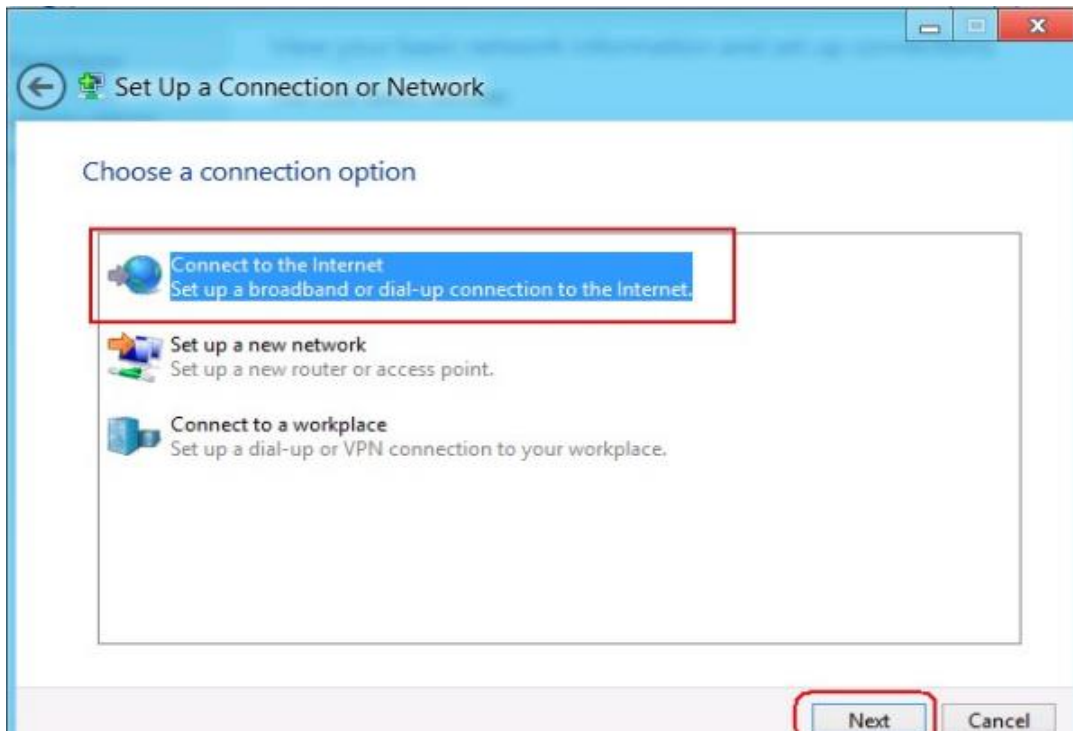 Set Up a Connection or Network
Choose a connection option
Connect to the Internet
Set up a broadband or dial-up connection to the Internet.
Set up a new network
Set up a new router or access point.
Connect to a workplace
Set up a dial-up or VPN connection to your workplace.
Next
Cancel